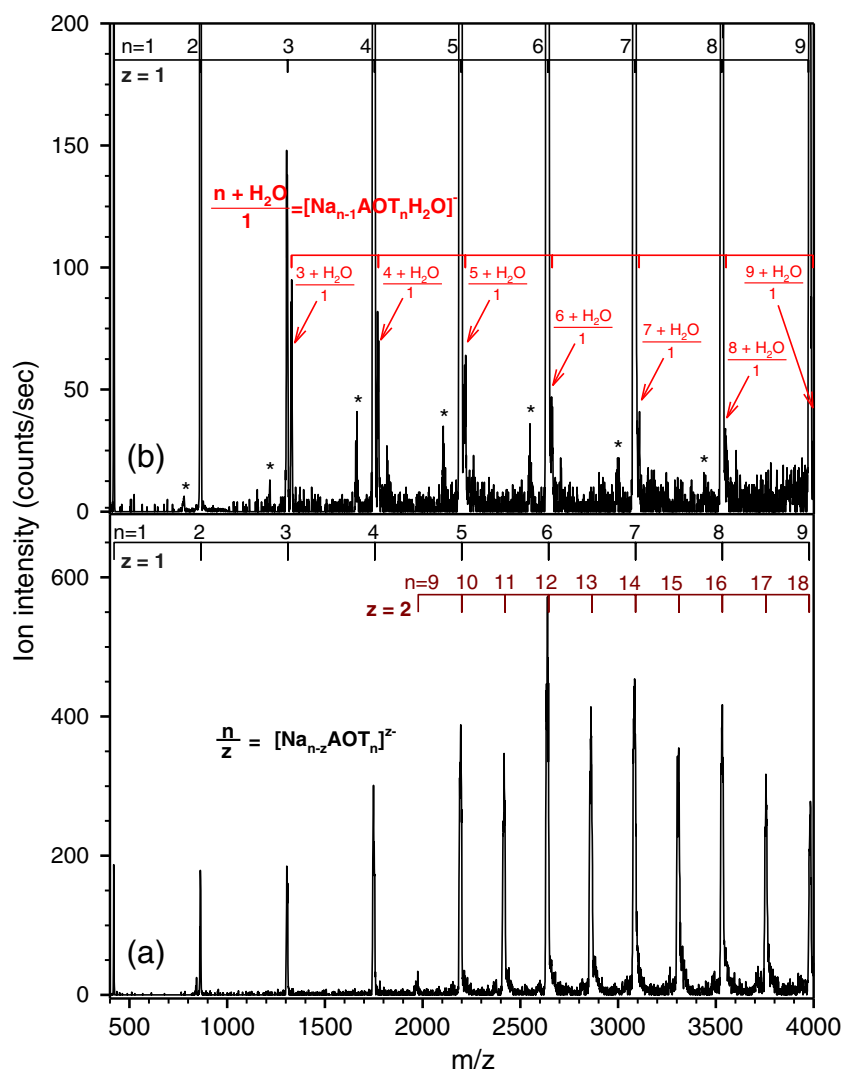 200
n=1 2 3 4 5 6 7 8 9
z = 1
150
n + H₂O
1
=[Naₙ₋₁AOTₙH₂O]⁻
100
3 + H₂O
1
4 + H₂O
1
5 + H₂O
1
6 + H₂O
1
7 + H₂O
1
8 + H₂O
1
9 + H₂O
1
50
* * * * * * * *
(b)
0
n=1 2 3 4 5 6 7 8 9
z = 1
600
n=9 10 11 12 13 14 15 16 17 18
z = 2
400
n
z
= [Na n-z AOTₙ] z-
200
(a)
0
500 1000 1500 2000 2500 3000 3500 4000
m/z
Ion intensity (counts/sec)